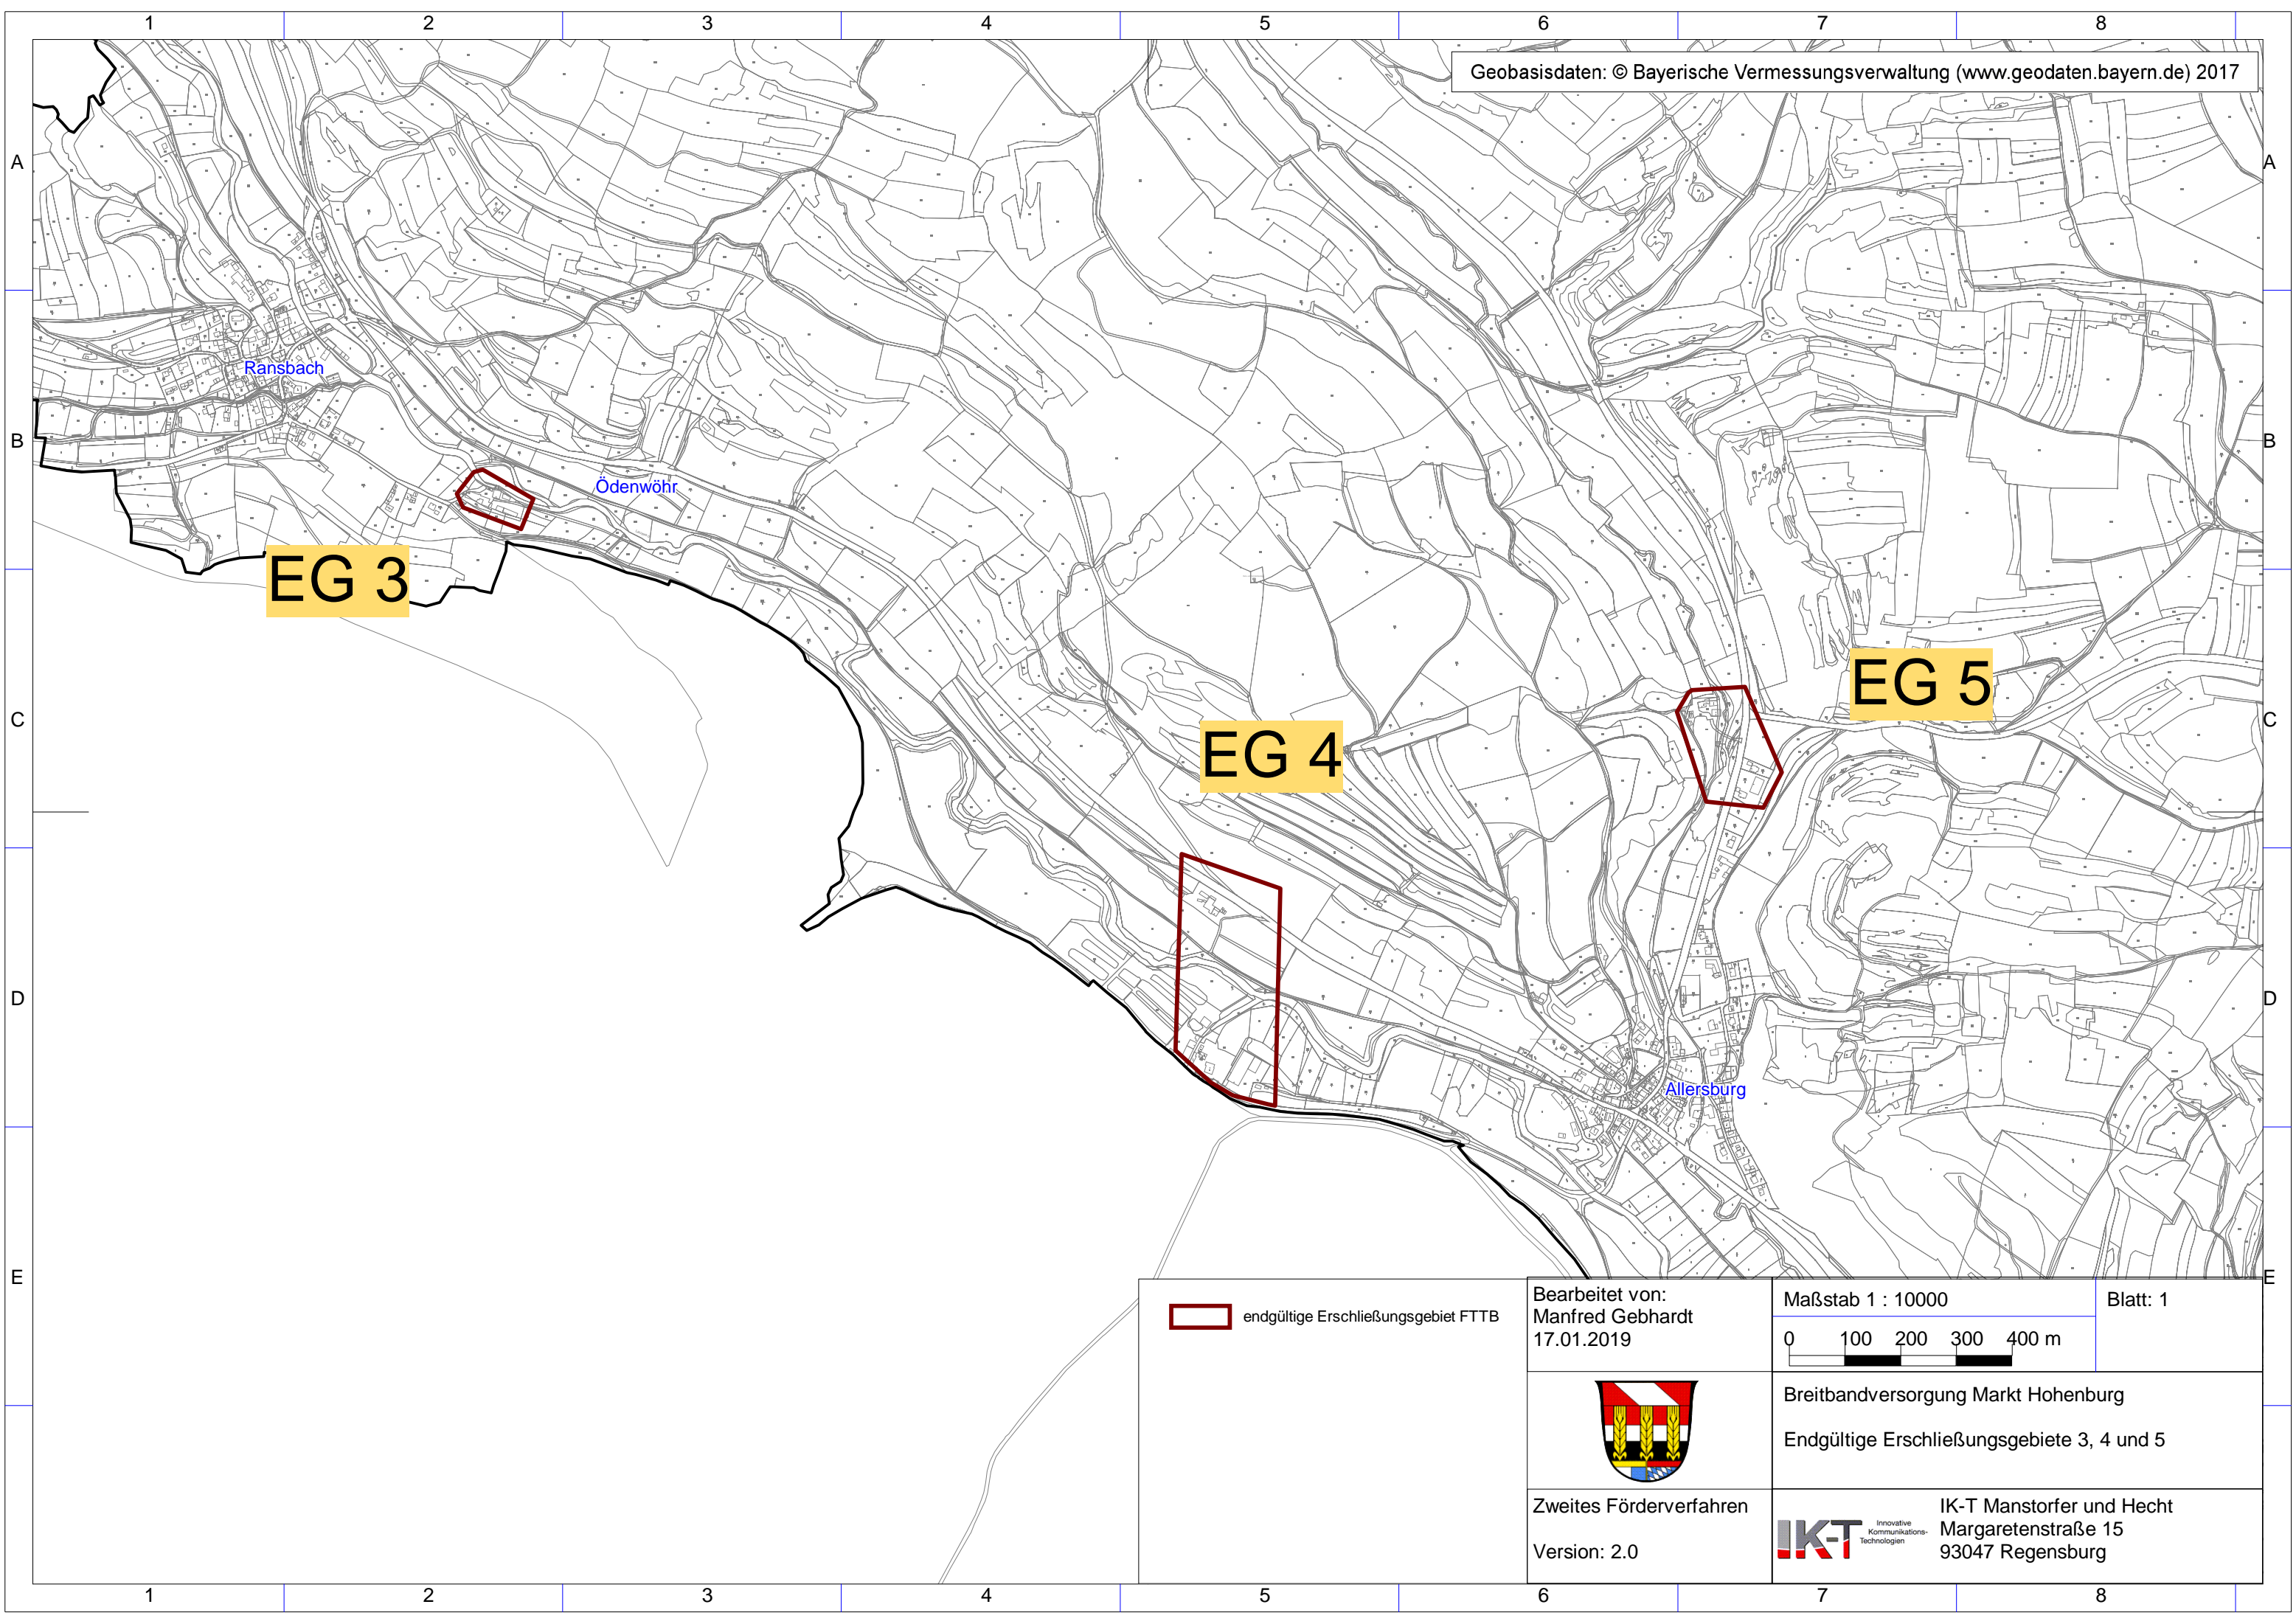 1 2 3 4 5 6 7 8
Geobasisdaten: © Bayerische Vermessungsverwaltung (www.geodaten.bayern.de) 2017
A A
Ransbach
B B
Ödenwöhr
EG 3
EG 5
C C
EG 4
D D
Allersburg
E E
endgültige Erschließungsgebiet FTTB
Bearbeitet von:
Manfred Gebhardt
17.01.2019
Maßstab 1 : 10000
Blatt: 1
0 100 200 300 400 m
Breitbandversorgung Markt Hohenburg
Endgültige Erschließungsgebiete 3, 4 und 5
Zweites Förderverfahren
Version: 2.0
IK-T
Innovative
Kommunikations-
Technologien
IK-T Manstorfer und Hecht
Margaretenstraße 15
93047 Regensburg
1 2 3 4 5 6 7 8